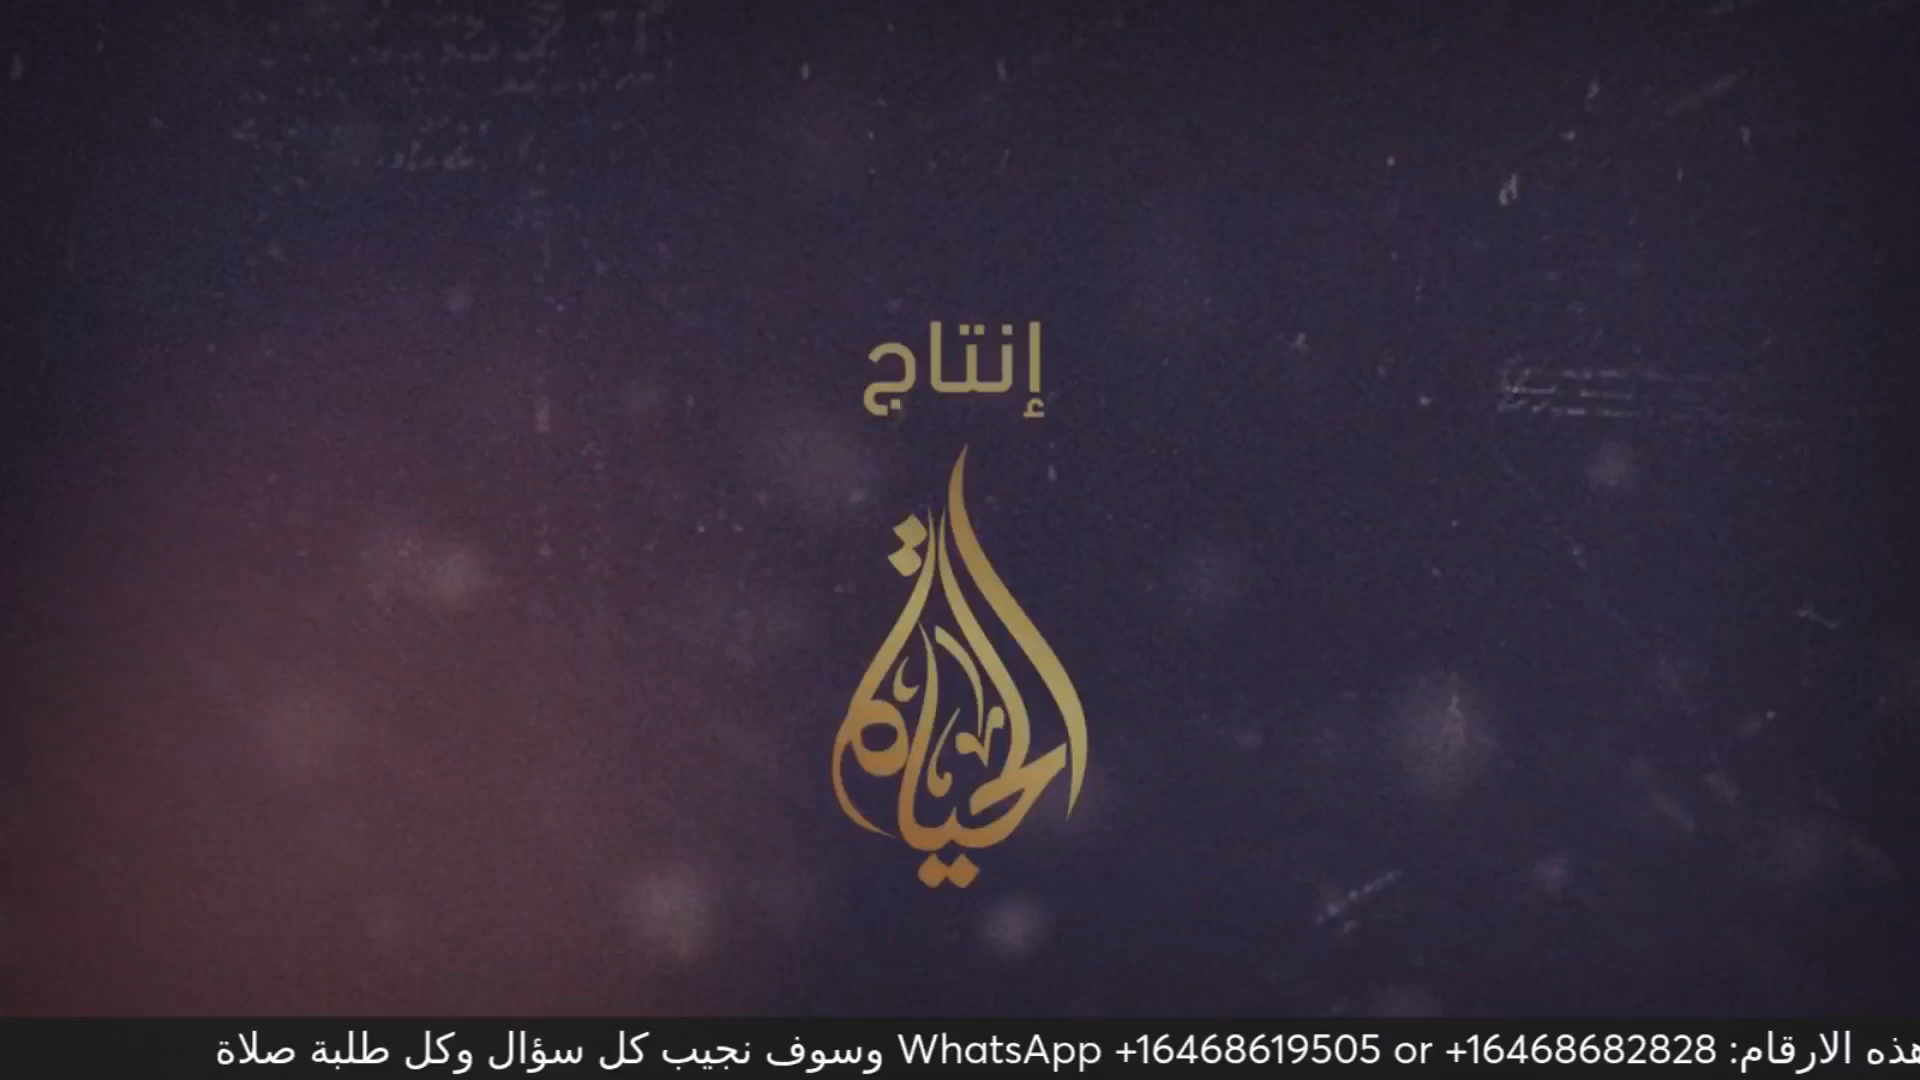 إنتاج
الحياة
هذه الارقام: WhatsApp +16468619505 or +16468682828 وسوف نجيب كل سؤال وكل طلبة صلاة